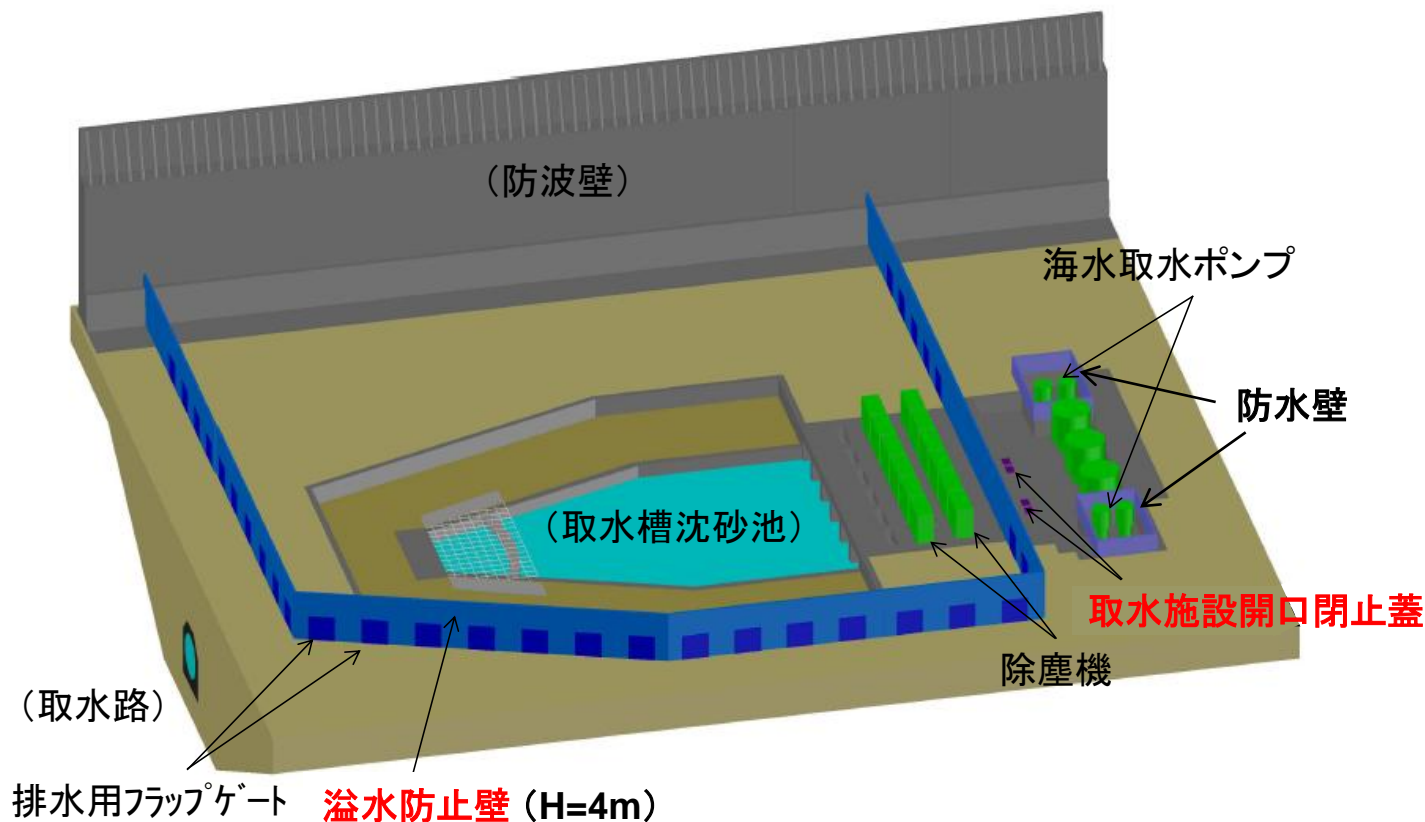 （防波壁）
海水取水ポンプ
防水壁
（取水槽沈砂池）
取水施設開口閉止蓋
除塵機
（取水路）
排水用ﾌﾗｯﾌﾟｹﾞｰﾄ
溢水防止壁（H=4m）